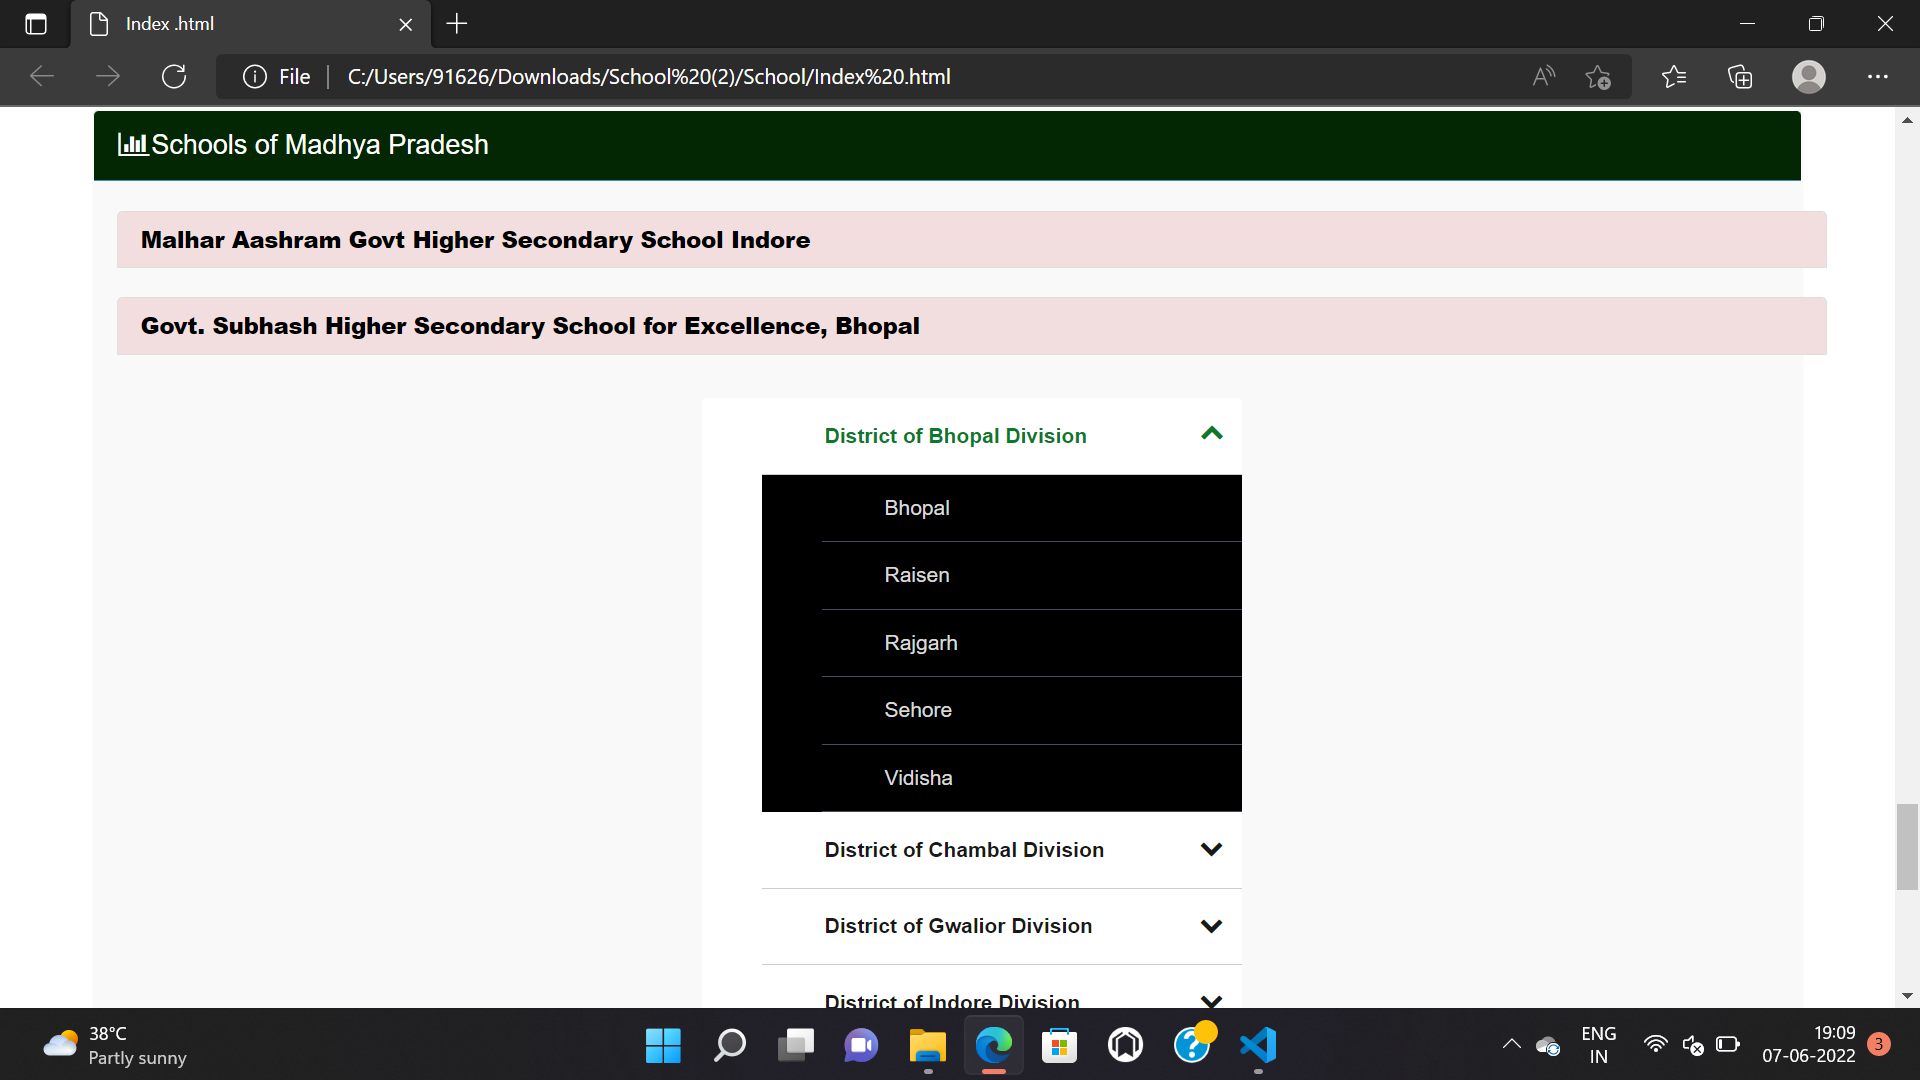 Index .html
File
C:/Users/91626/Downloads/School%20(2)/School/Index%20.html
Schools of Madhya Pradesh
Malhar Aashram Govt Higher Secondary School Indore
Govt. Subhash Higher Secondary School for Excellence, Bhopal
District of Bhopal Division
Bhopal
Raisen
Rajgarh
Sehore
Vidisha
District of Chambal Division
District of Gwalior Division
District of Indore Division
38°C
Partly sunny
ENG
IN
19:09
07-06-2022
3